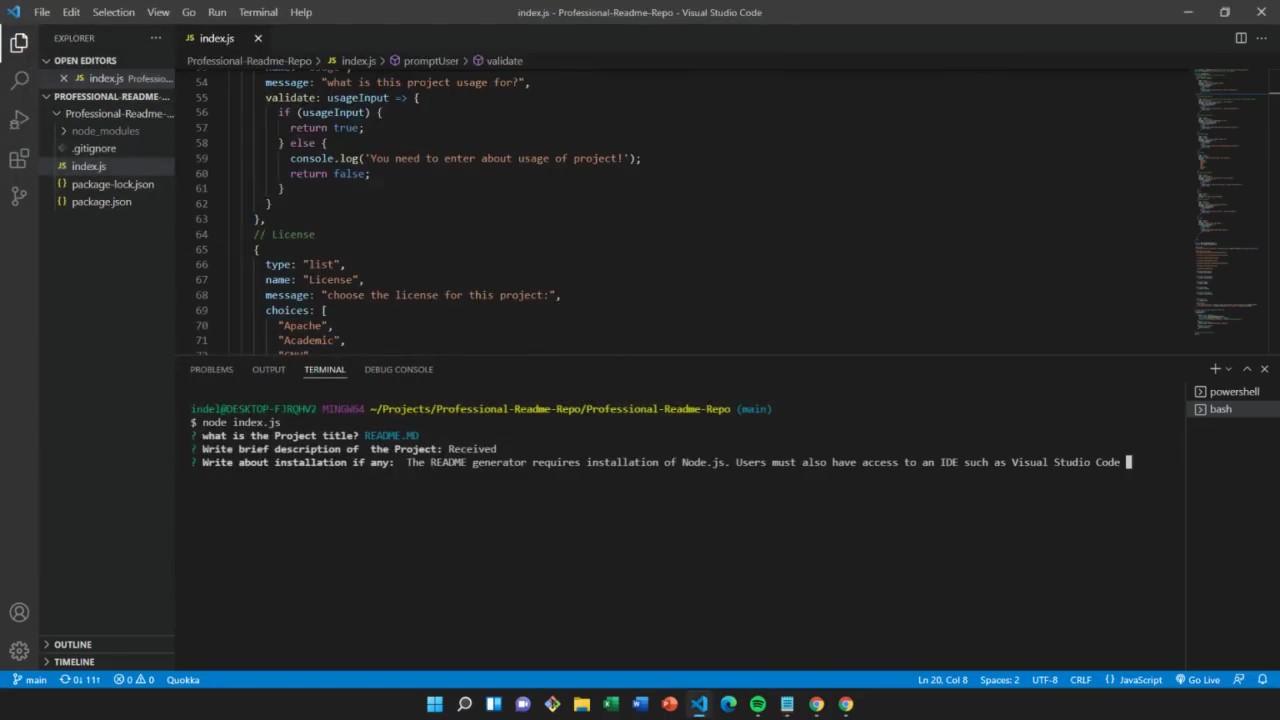 File Edit Selection View Go Run Terminal Help
index.js - Professional-Readme-Repo - Visual Studio Code
EXPLORER
OPEN EDITORS
index.js Professio...
PROFESSIONAL-README-...
Professional-Readme-...
node_modules
.gitignore
JS index.js
{} package-lock.json
{} package.json
OUTLINE
TIMELINE
JS index.js
Professional-Readme-Repo > JS index.js > promptUser > validate
54 message: "what is this project usage for?",
55 validate: usageInput => {
56 if (usageInput) {
57 return true;
58 } else {
59 console.log('You need to enter about usage of project!');
60 return false;
61 }
62 }
63 },
64 // License
65 {
66 type: "list",
67 name: "License",
68 message: "choose the license for this project:",
69 choices: [
70 "Apache",
71 "Academic",
PROBLEMS OUTPUT TERMINAL DEBUG CONSOLE
powershell
bash
indel@DESKTOP-FJRQHV2 MINGW64 ~/Projects/Professional-Readme-Repo/Professional-Readme-Repo (main)
$ node index.js
? what is the Project title? README.MD
? Write brief description of the Project: Received
? Write about installation if any: The README generator requires installation of Node.js. Users must also have access to an IDE such as Visual Studio Code
main 0↓ 11↑ 0 0 Quokka
Ln 20, Col 8 Spaces: 2 UTF-8 CRLF {} JavaScript Go Live